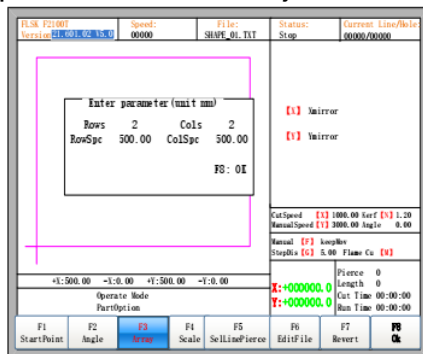 FLSK F2100T Speed: File: Status: Current Line/Hole:
Version 21.601.02 V5.0 00000 SHAPE_01.TXT Stop 00000/00000
Enter parameter(unit mm)
Rows 2 Cols 2
RowSpc 500.00 ColSpc 500.00
F8: OK
【X】 Xmirror
【Y】 Ymirror
CutSpeed 【X】1000.00 Kerf【N】1.20
ManualSpeed【Y】3000.00 Angle 0.00
Manual 【F】 keepMov
StepDis【G】 5.00 Flame Cu 【M】
+X:500.00 -X:0.00 +Y:500.00 -Y:0.00
Operate Mode
PartOption
X:+000000.0
Y:+000000.0
Pierce 0
Length 0
Cut Time 00:00:00
Run Time 00:00:00
F1 F2 F3 F4 F5 F6 F7 F8
StartPoint Angle Array Scale SelLinePierce EditFile Revert Ok